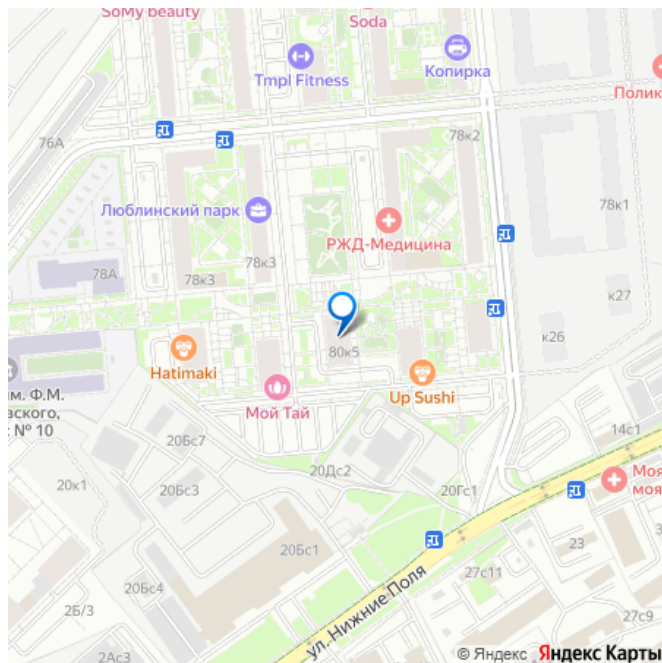 SoMy beauty
Soda
Копирка
Tmpl Fitness
Полик
76А
78к2
Люблинский парк
78к1
РЖД-Медицина
78А
78к3
78к3
к27
к26
80к5
Hatimaki
Up Sushi
Мой Тай
им. Ф.М.
вского,
№ 10
20Бс7
14с1
20Дс2
20к1
20Бс3
20Гс1
Моя
моя
20Бс1
23
27с11
20Бс4
ул. Нижние Поля
2Б/3
27с9
2Ас3
© Яндекс Яндекс Карты